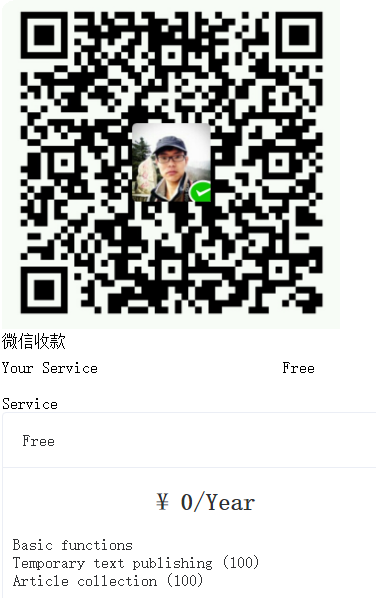 微信收款
Your Service Free
Service
Free
¥ 0/Year
Basic functions
Temporary text publishing (100)
Article collection (100)